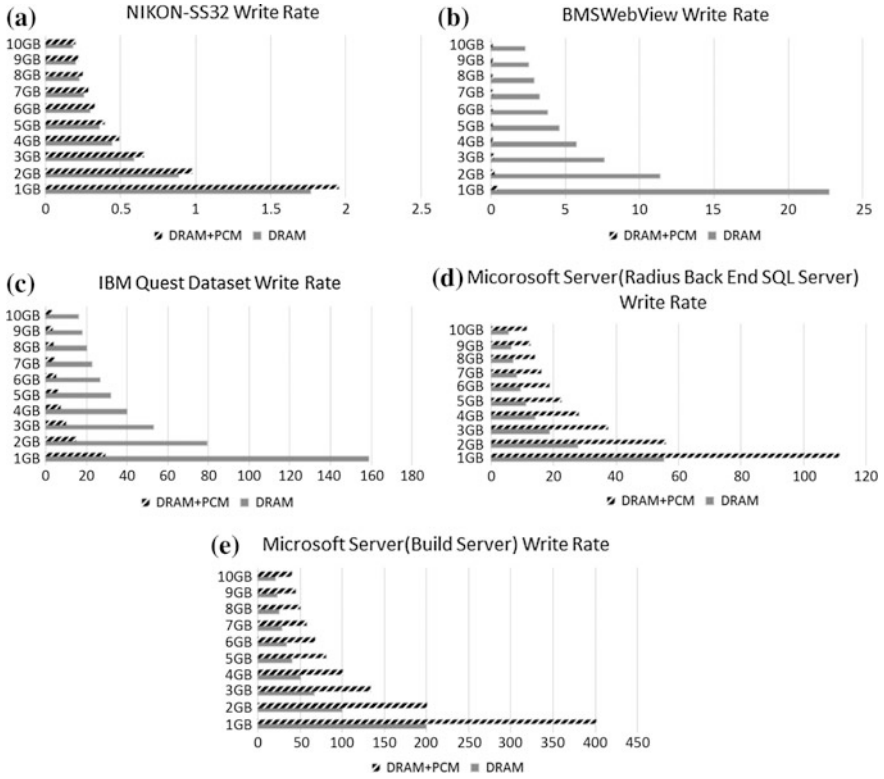 (a) NIKON-SS32 Write Rate
10GB
9GB
8GB
7GB
6GB
5GB
4GB
3GB
2GB
1GB
0 0.5 1 1.5 2 2.5
DRAM+PCM DRAM
(b) BMSWebView Write Rate
10GB
9GB
8GB
7GB
6GB
5GB
4GB
3GB
2GB
1GB
0 5 10 15 20 25
DRAM+PCM DRAM
(c) IBM Quest Dataset Write Rate
10GB
9GB
8GB
7GB
6GB
5GB
4GB
3GB
2GB
1GB
0 20 40 60 80 100 120 140 160 180
DRAM+PCM DRAM
(d) Micorosoft Server(Radius Back End SQL Server)
Write Rate
10GB
9GB
8GB
7GB
6GB
5GB
4GB
3GB
2GB
1GB
0 20 40 60 80 100 120
DRAM+PCM DRAM
(e) Microsoft Server(Build Server) Write Rate
10GB
9GB
8GB
7GB
6GB
5GB
4GB
3GB
2GB
1GB
0 50 100 150 200 250 300 350 400 450
DRAM+PCM DRAM